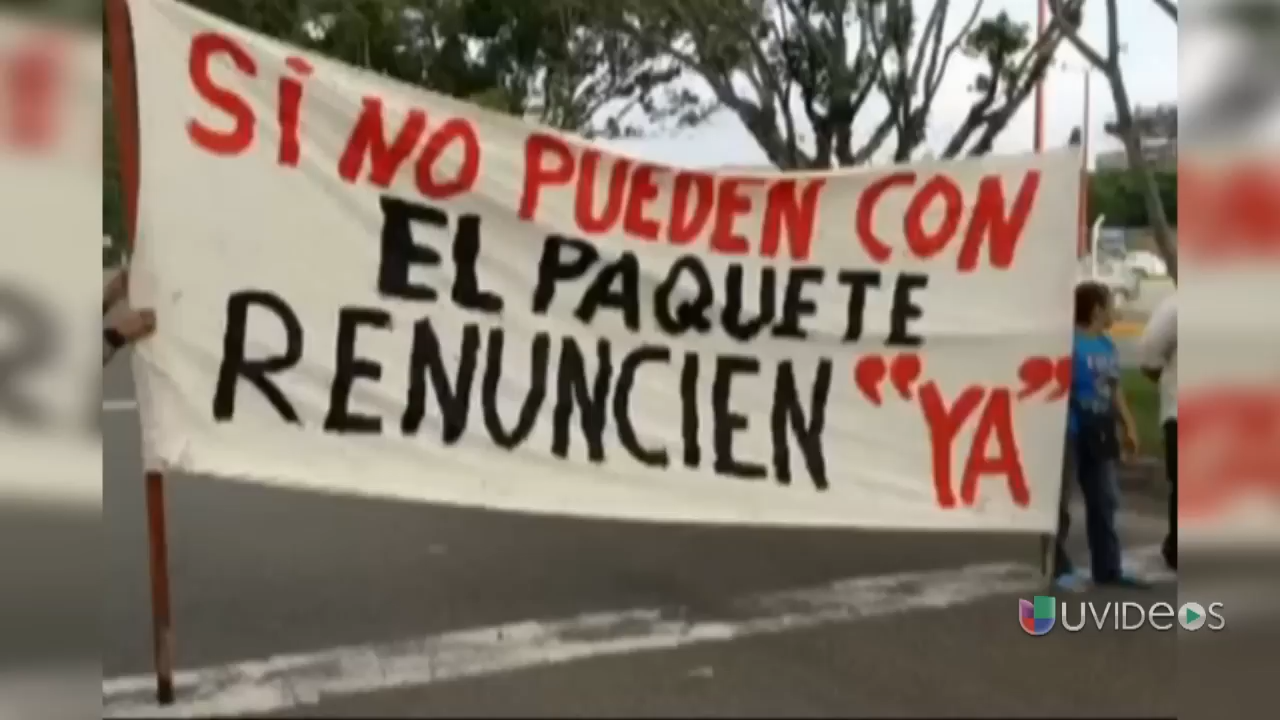 SI NO PUEDEN CON
EL PAQUETE
RENUNCIEN "YA"
UVIDEOS